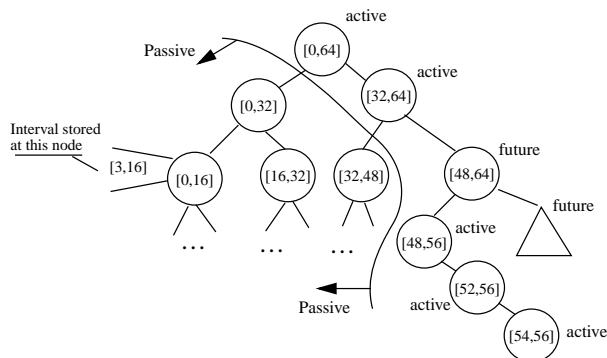 active
[0,64]
Passive
active
[0,32]
[32,64]
Interval stored
at this node
[3,16]
[0,16]
[16,32]
[32,48]
future
[48,64]
future
...
...
...
[48,56]
active
Passive
active
[52,56]
[54,56]
active